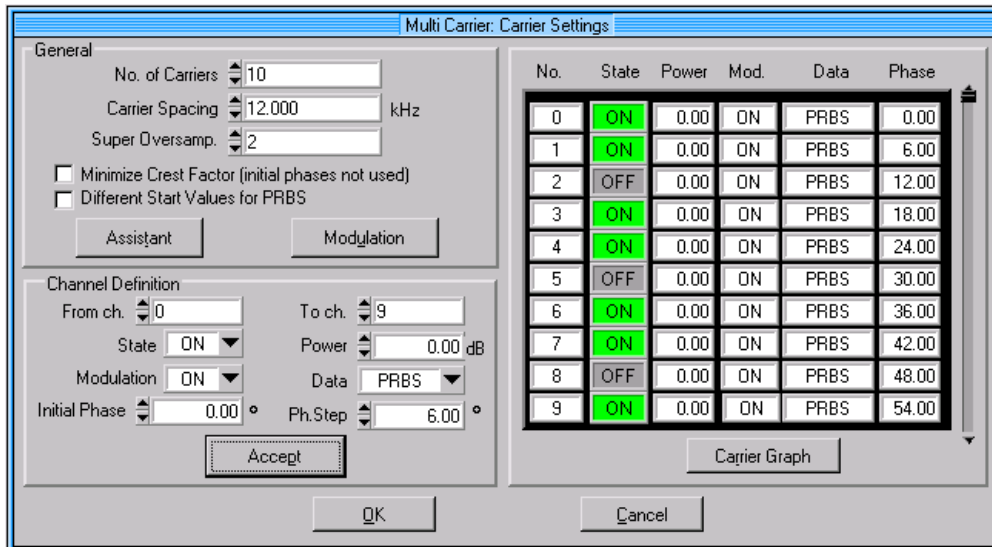 Multi Carrier: Carrier Settings
General
No. of Carriers 10
Carrier Spacing 12.000 kHz
Super Oversamp. 2
Minimize Crest Factor (initial phases not used)
Different Start Values for PRBS
Assistant Modulation
Channel Definition
From ch. 0 To ch. 9
State ON Power 0.00 dB
Modulation ON Data PRBS
Initial Phase 0.00 ° Ph.Step 6.00 °
Accept
No. State Power Mod. Data Phase
0 ON 0.00 ON PRBS 0.00
1 ON 0.00 ON PRBS 6.00
2 OFF 0.00 ON PRBS 12.00
3 ON 0.00 ON PRBS 18.00
4 ON 0.00 ON PRBS 24.00
5 OFF 0.00 ON PRBS 30.00
6 ON 0.00 ON PRBS 36.00
7 ON 0.00 ON PRBS 42.00
8 OFF 0.00 ON PRBS 48.00
9 ON 0.00 ON PRBS 54.00
Carrier Graph
OK Cancel